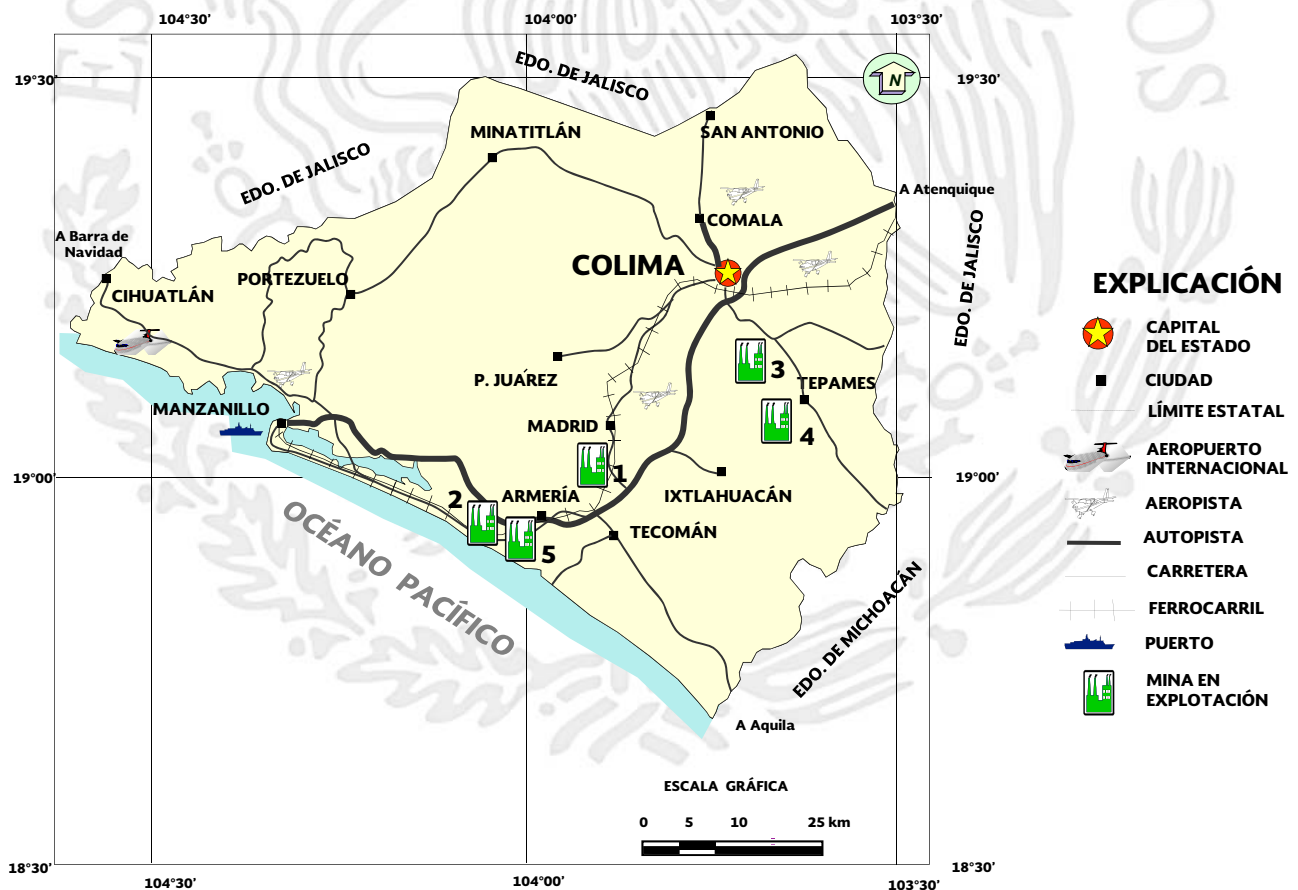 104°30'
104°00'
103°30'
19°30'
19°30'
EDO. DE JALISCO
N
MINATITLÁN
SAN ANTONIO
EDO. DE JALISCO
A Atenquique
COMALA
A Barra de
Navidad
EDO. DE JALISCO
COLIMA
PORTEZUELO
CIHUATLÁN
P. JUÁREZ
3
TEPAMES
MANZANILLO
MADRID
4
19°00'
1
19°00'
2
ARMERÍA
IXTLAHUACÁN
TECOMÁN
5
OCÉANO PACÍFICO
EDO. DE MICHOACÁN
A Aquila
ESCALA GRÁFICA
0 5 10 25 km
18°30'
18°30'
104°30'
104°00'
103°30'
EXPLICACIÓN
CAPITAL
DEL ESTADO
CIUDAD
LÍMITE ESTATAL
AEROPUERTO
INTERNACIONAL
AEROPISTA
AUTOPISTA
CARRETERA
FERROCARRIL
PUERTO
MINA EN
EXPLOTACIÓN